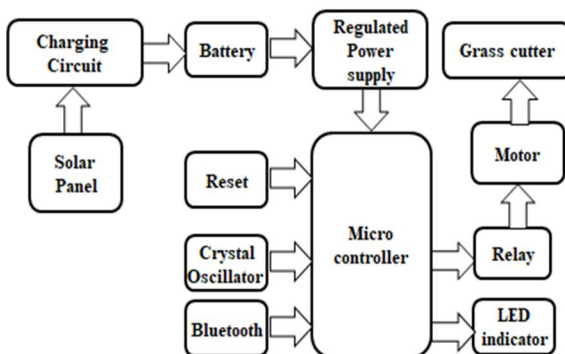 Charging
Circuit
Battery
Regulated
Power
supply
Grass cutter
Solar
Panel
Reset
Motor
Micro
controller
Crystal
Oscillator
Relay
Bluetooth
LED
indicator